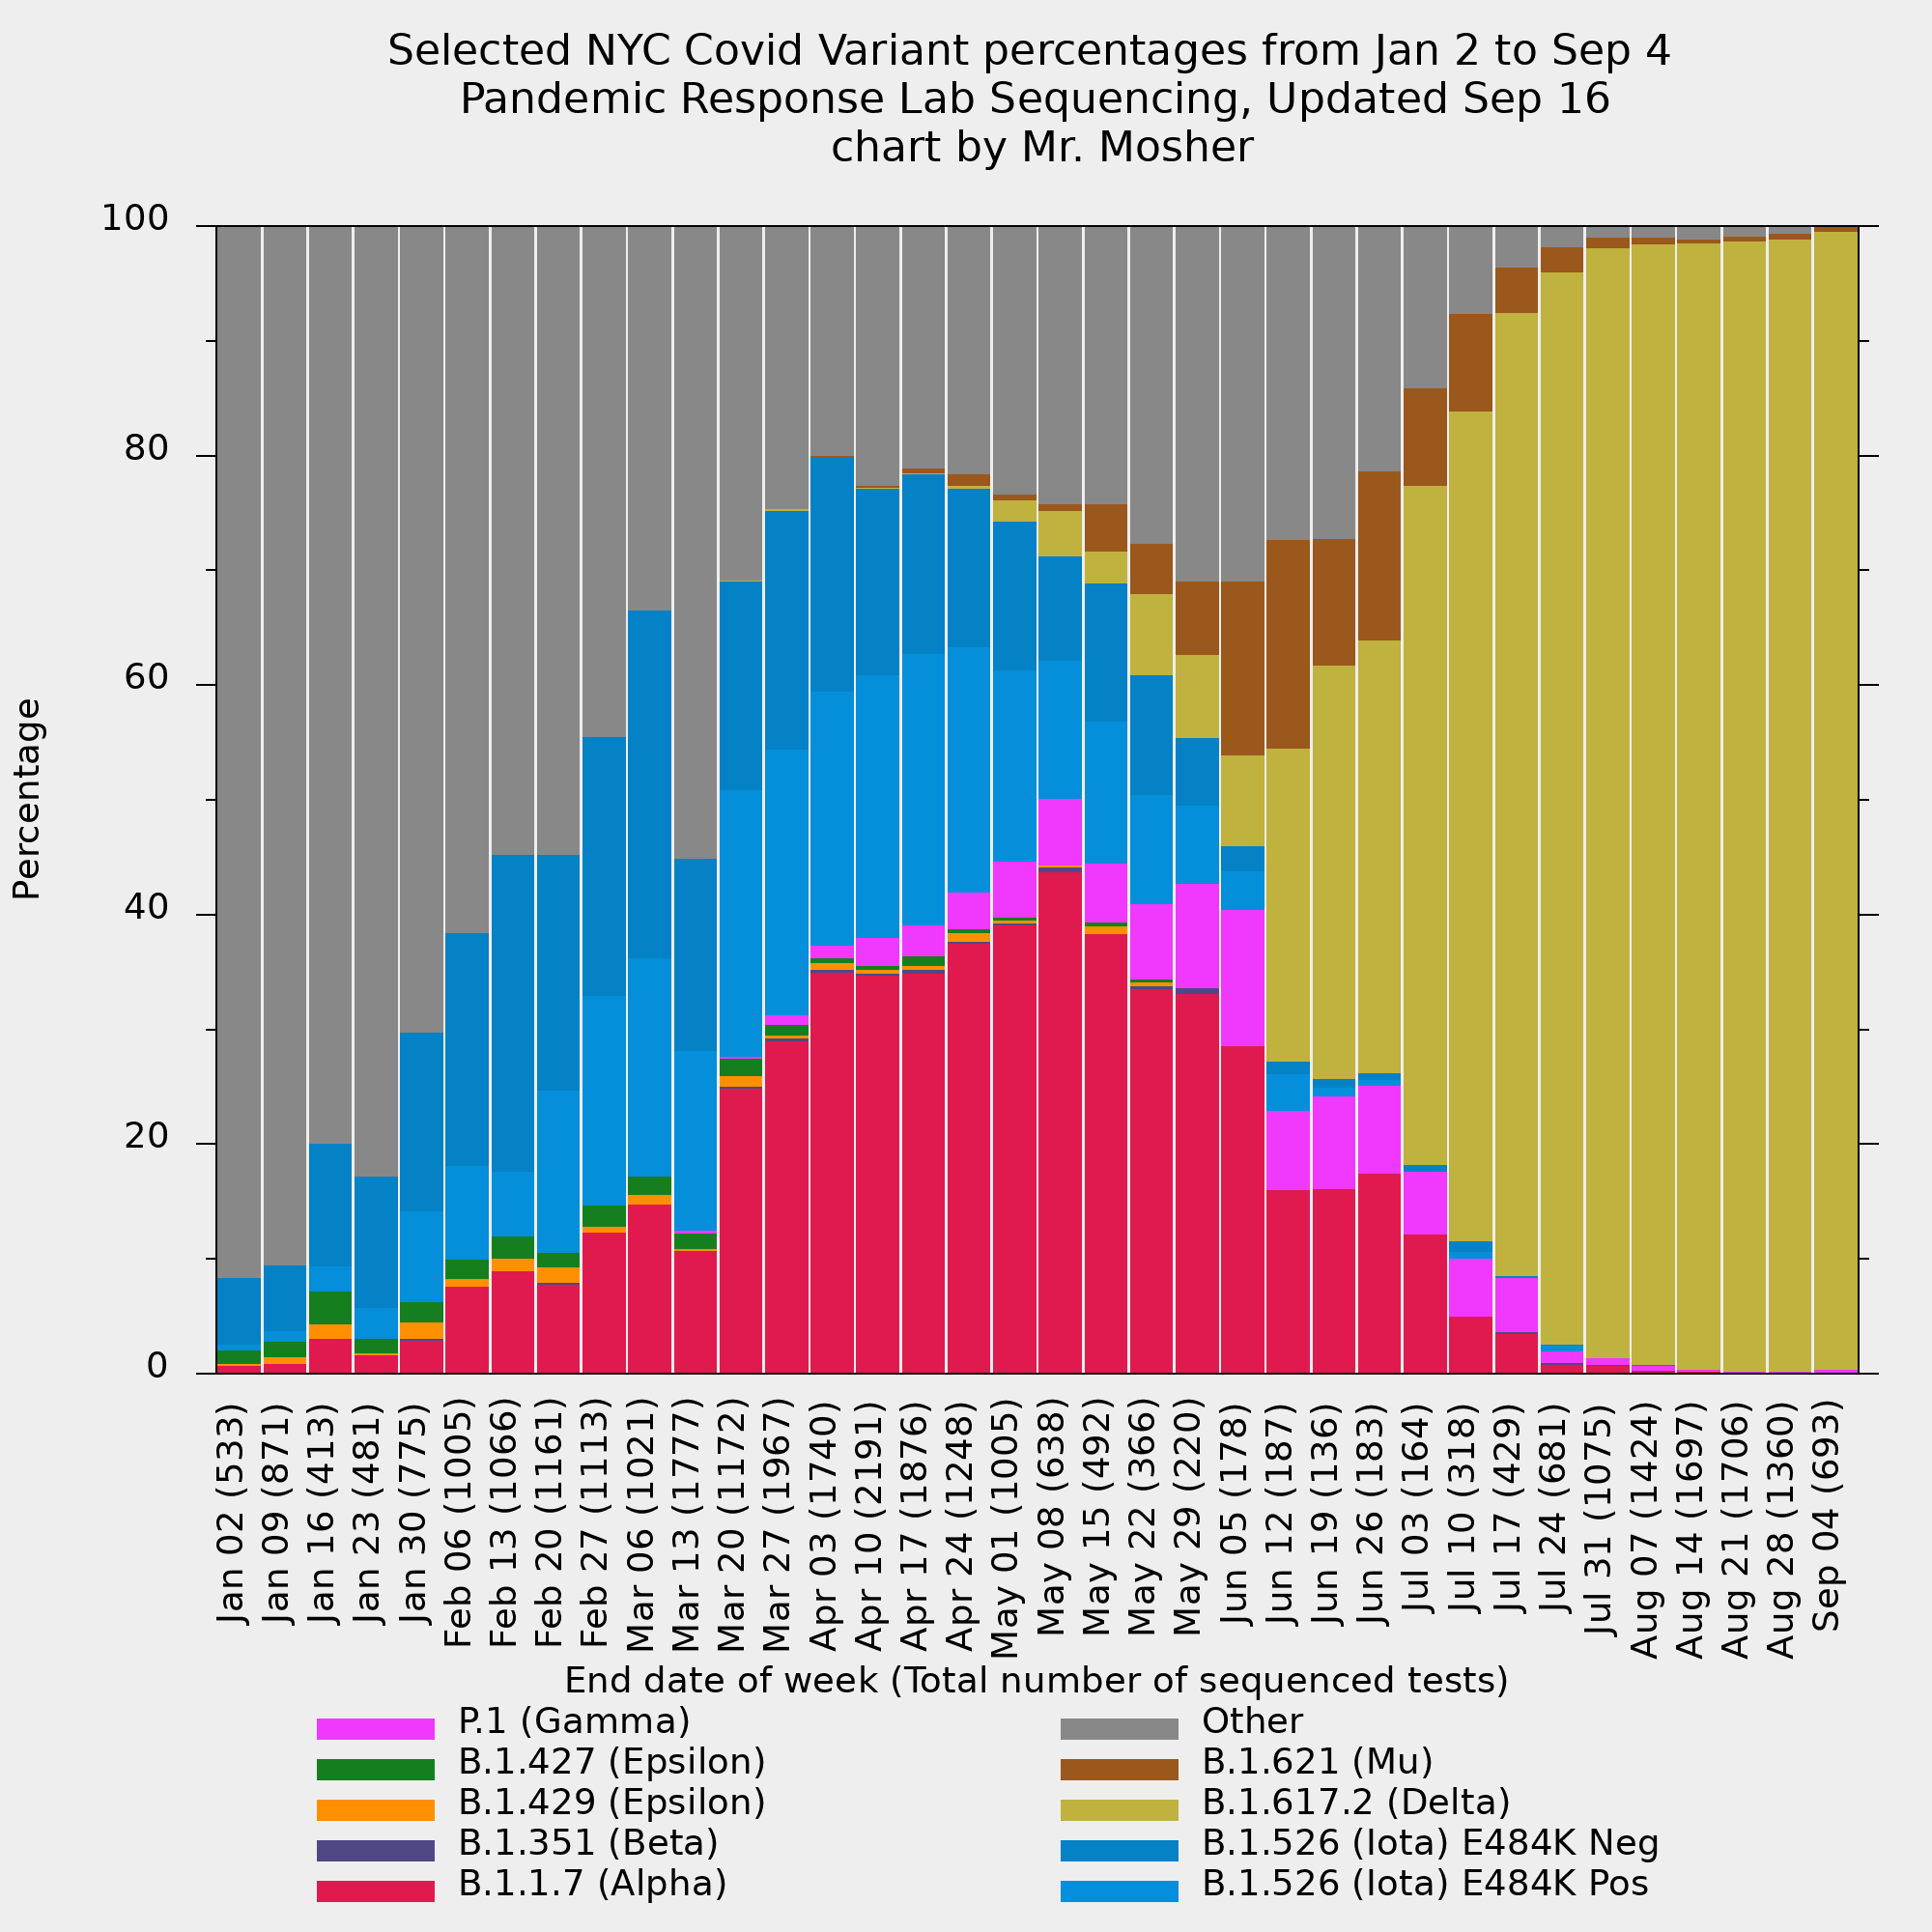 Selected NYC Covid Variant percentages from Jan 2 to Sep 4
Pandemic Response Lab Sequencing, Updated Sep 16
chart by Mr. Mosher
100
80
60
40
20
0
Percentage
Jan 02 (533)
Jan 09 (871)
Jan 16 (413)
Jan 23 (481)
Jan 30 (775)
Feb 06 (1005)
Feb 13 (1066)
Feb 20 (1161)
Feb 27 (1113)
Mar 06 (1021)
Mar 13 (1777)
Mar 20 (1172)
Mar 27 (1967)
Apr 03 (1740)
Apr 10 (2191)
Apr 17 (1876)
Apr 24 (1248)
May 01 (1005)
May 08 (638)
May 15 (492)
May 22 (366)
May 29 (220)
Jun 05 (178)
Jun 12 (187)
Jun 19 (136)
Jun 26 (183)
Jul 03 (164)
Jul 10 (318)
Jul 17 (429)
Jul 24 (681)
Jul 31 (1075)
Aug 07 (1424)
Aug 14 (1697)
Aug 21 (1706)
Aug 28 (1360)
Sep 04 (693)
End date of week (Total number of sequenced tests)
P.1 (Gamma)
B.1.427 (Epsilon)
B.1.429 (Epsilon)
B.1.351 (Beta)
B.1.1.7 (Alpha)
Other
B.1.621 (Mu)
B.1.617.2 (Delta)
B.1.526 (Iota) E484K Neg
B.1.526 (Iota) E484K Pos